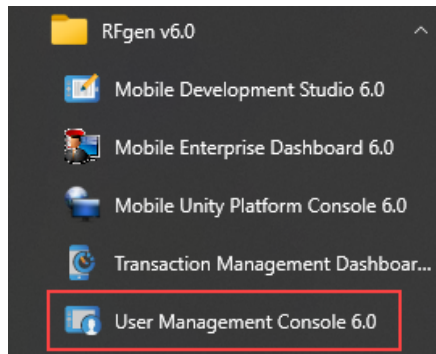 RFgen v6.0
Mobile Development Studio 6.0
Mobile Enterprise Dashboard 6.0
Mobile Unity Platform Console 6.0
Transaction Management Dashboar...
User Management Console 6.0